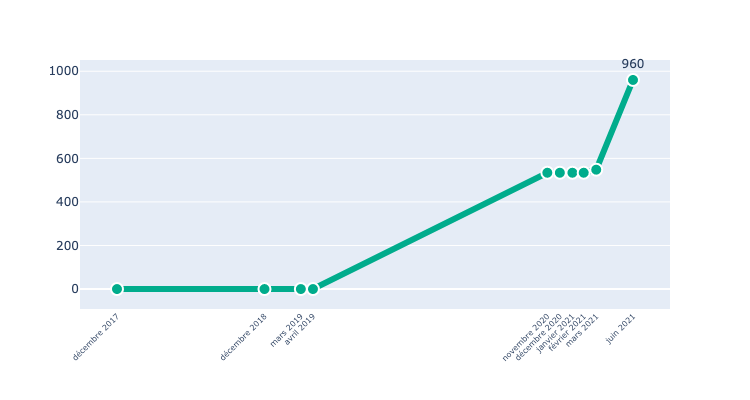 960
1000
800
600
400
200
0
décembre 2017
décembre 2018
mars 2019
avril 2019
novembre 2020
décembre 2020
janvier 2021
février 2021
mars 2021
juin 2021